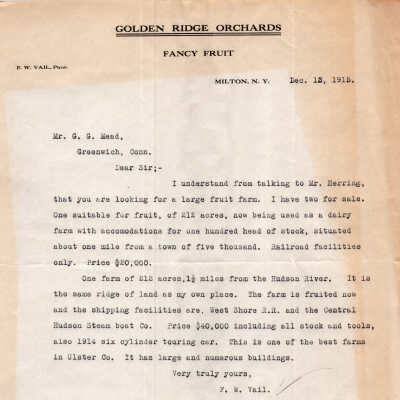 GOLDEN RIDGE ORCHARDS
FANCY FRUIT
F. W. VAIL, Prop.
MILTON, N. Y. Dec. 13, 1915.
Mr. G. G. Mead,
Greenwich, Conn.
Dear Sir;-
I understand from talking to Mr. Herring,
that you are looking for a large fruit farm. I have two for sale.
One suitable for fruit, of 212 acres, now being used as a dairy
farm with accomodations for one hundred head of stock, situated
about one mile from a town of five thousand. Railroad facilities
only. Price $20,000.
One farm of 212 acres,1½ miles from the Hudson River. It is
the same ridge of land as my own place. The farm is fruited now
and the shipping facilities are, West Shore R.R. and the Central
Hudson Steam boat Co. Price $40,000 including all stock and tools,
also 1914 six cylinder touring car. This is one of the best farms
in Ulster Co. It has large and numerous buildings.
Very truly yours,
F. W. Vail.